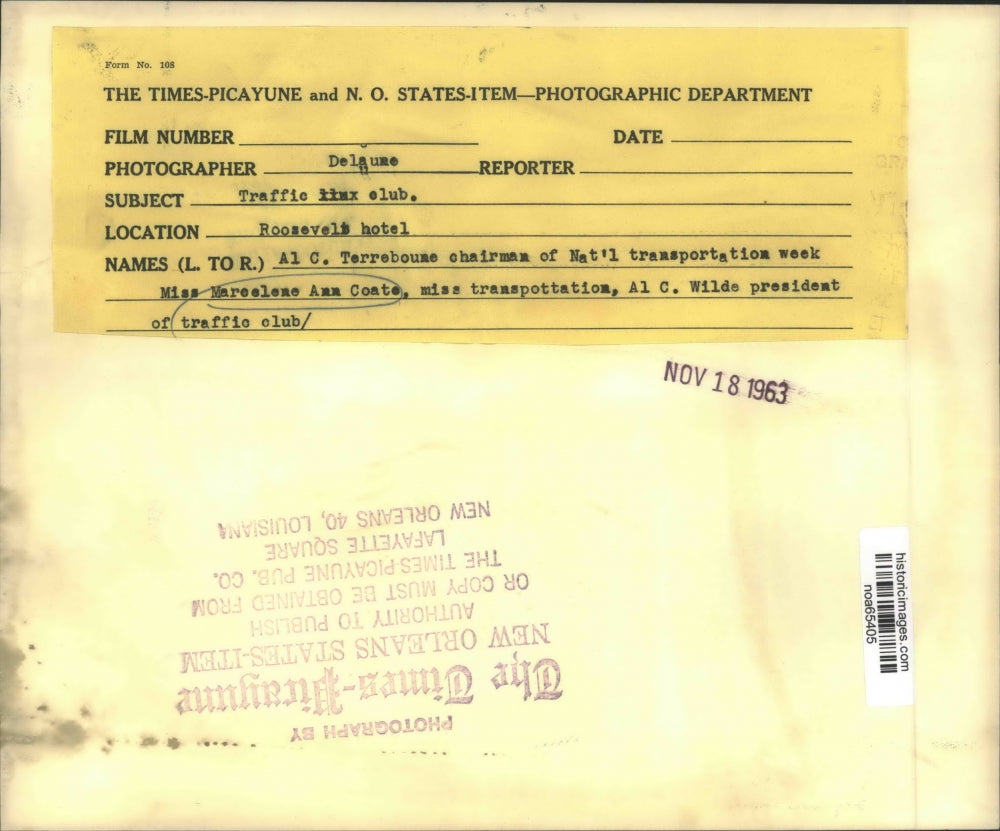 Form No. 108
THE TIMES-PICAYUNE and N. O. STATES-ITEM—PHOTOGRAPHIC DEPARTMENT
FILM NUMBER
DATE
PHOTOGRAPHER Delaune REPORTER
SUBJECT Traffic club.
LOCATION Roosevelt hotel
NAMES (L. TO R.) Al C. Terreboune chairman of Nat'l transportation week
Miss Marcelene Ann Coate, miss transpottation, Al C. Wilde president
of traffic club/
NOV 18 1963
PHOTOGRAPH BY
The Times-Picayune
NEW ORLEANS STATES-ITEM
AUTHORITY TO PUBLISH
OR COPY MUST BE OBTAINED FROM
THE TIMES-PICAYUNE PUB. CO.
LAFAYETTE SQUARE
NEW ORLEANS 40, LOUISIANA
historicimages.com
noa65405